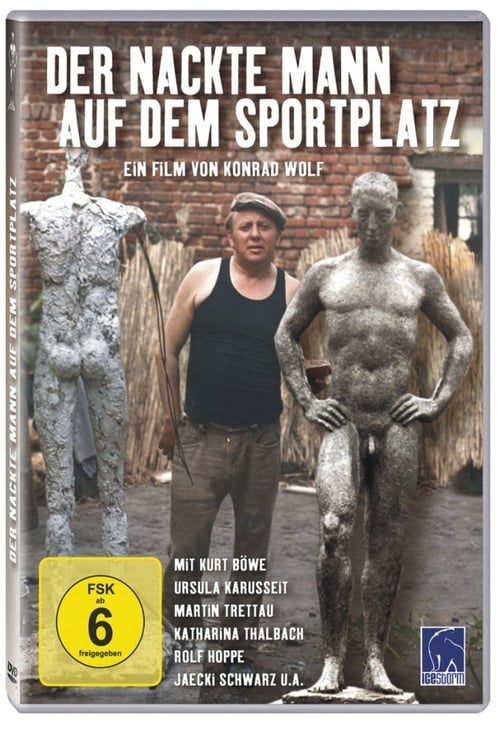 DER NACKTE MANN
AUF DEM SPORTPLATZ
EIN FILM VON KONRAD WOLF
DER NACKTE MANN AUF DEM SPORTPLATZ
MIT KURT BÖWE
URSULA KARUSSEIT
MARTIN TRETTAU
KATHARINA THALBACH
ROLF HOPPE
JAECKI SCHWARZ U.A.
FSK
ab
6
freigegeben
ICESTORM
DVD